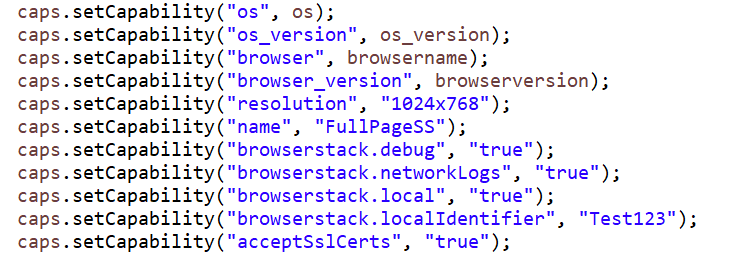 caps.setCapability("os", os);
caps.setCapability("os_version", os_version);
caps.setCapability("browser", browsername);
caps.setCapability("browser_version", browserversion);
caps.setCapability("resolution", "1024x768");
caps.setCapability("name", "FullPageSS");
caps.setCapability("browserstack.debug", "true");
caps.setCapability("browserstack.networkLogs", "true");
caps.setCapability("browserstack.local", "true");
caps.setCapability("browserstack.localIdentifier", "Test123");
caps.setCapability("acceptSslCerts", "true");